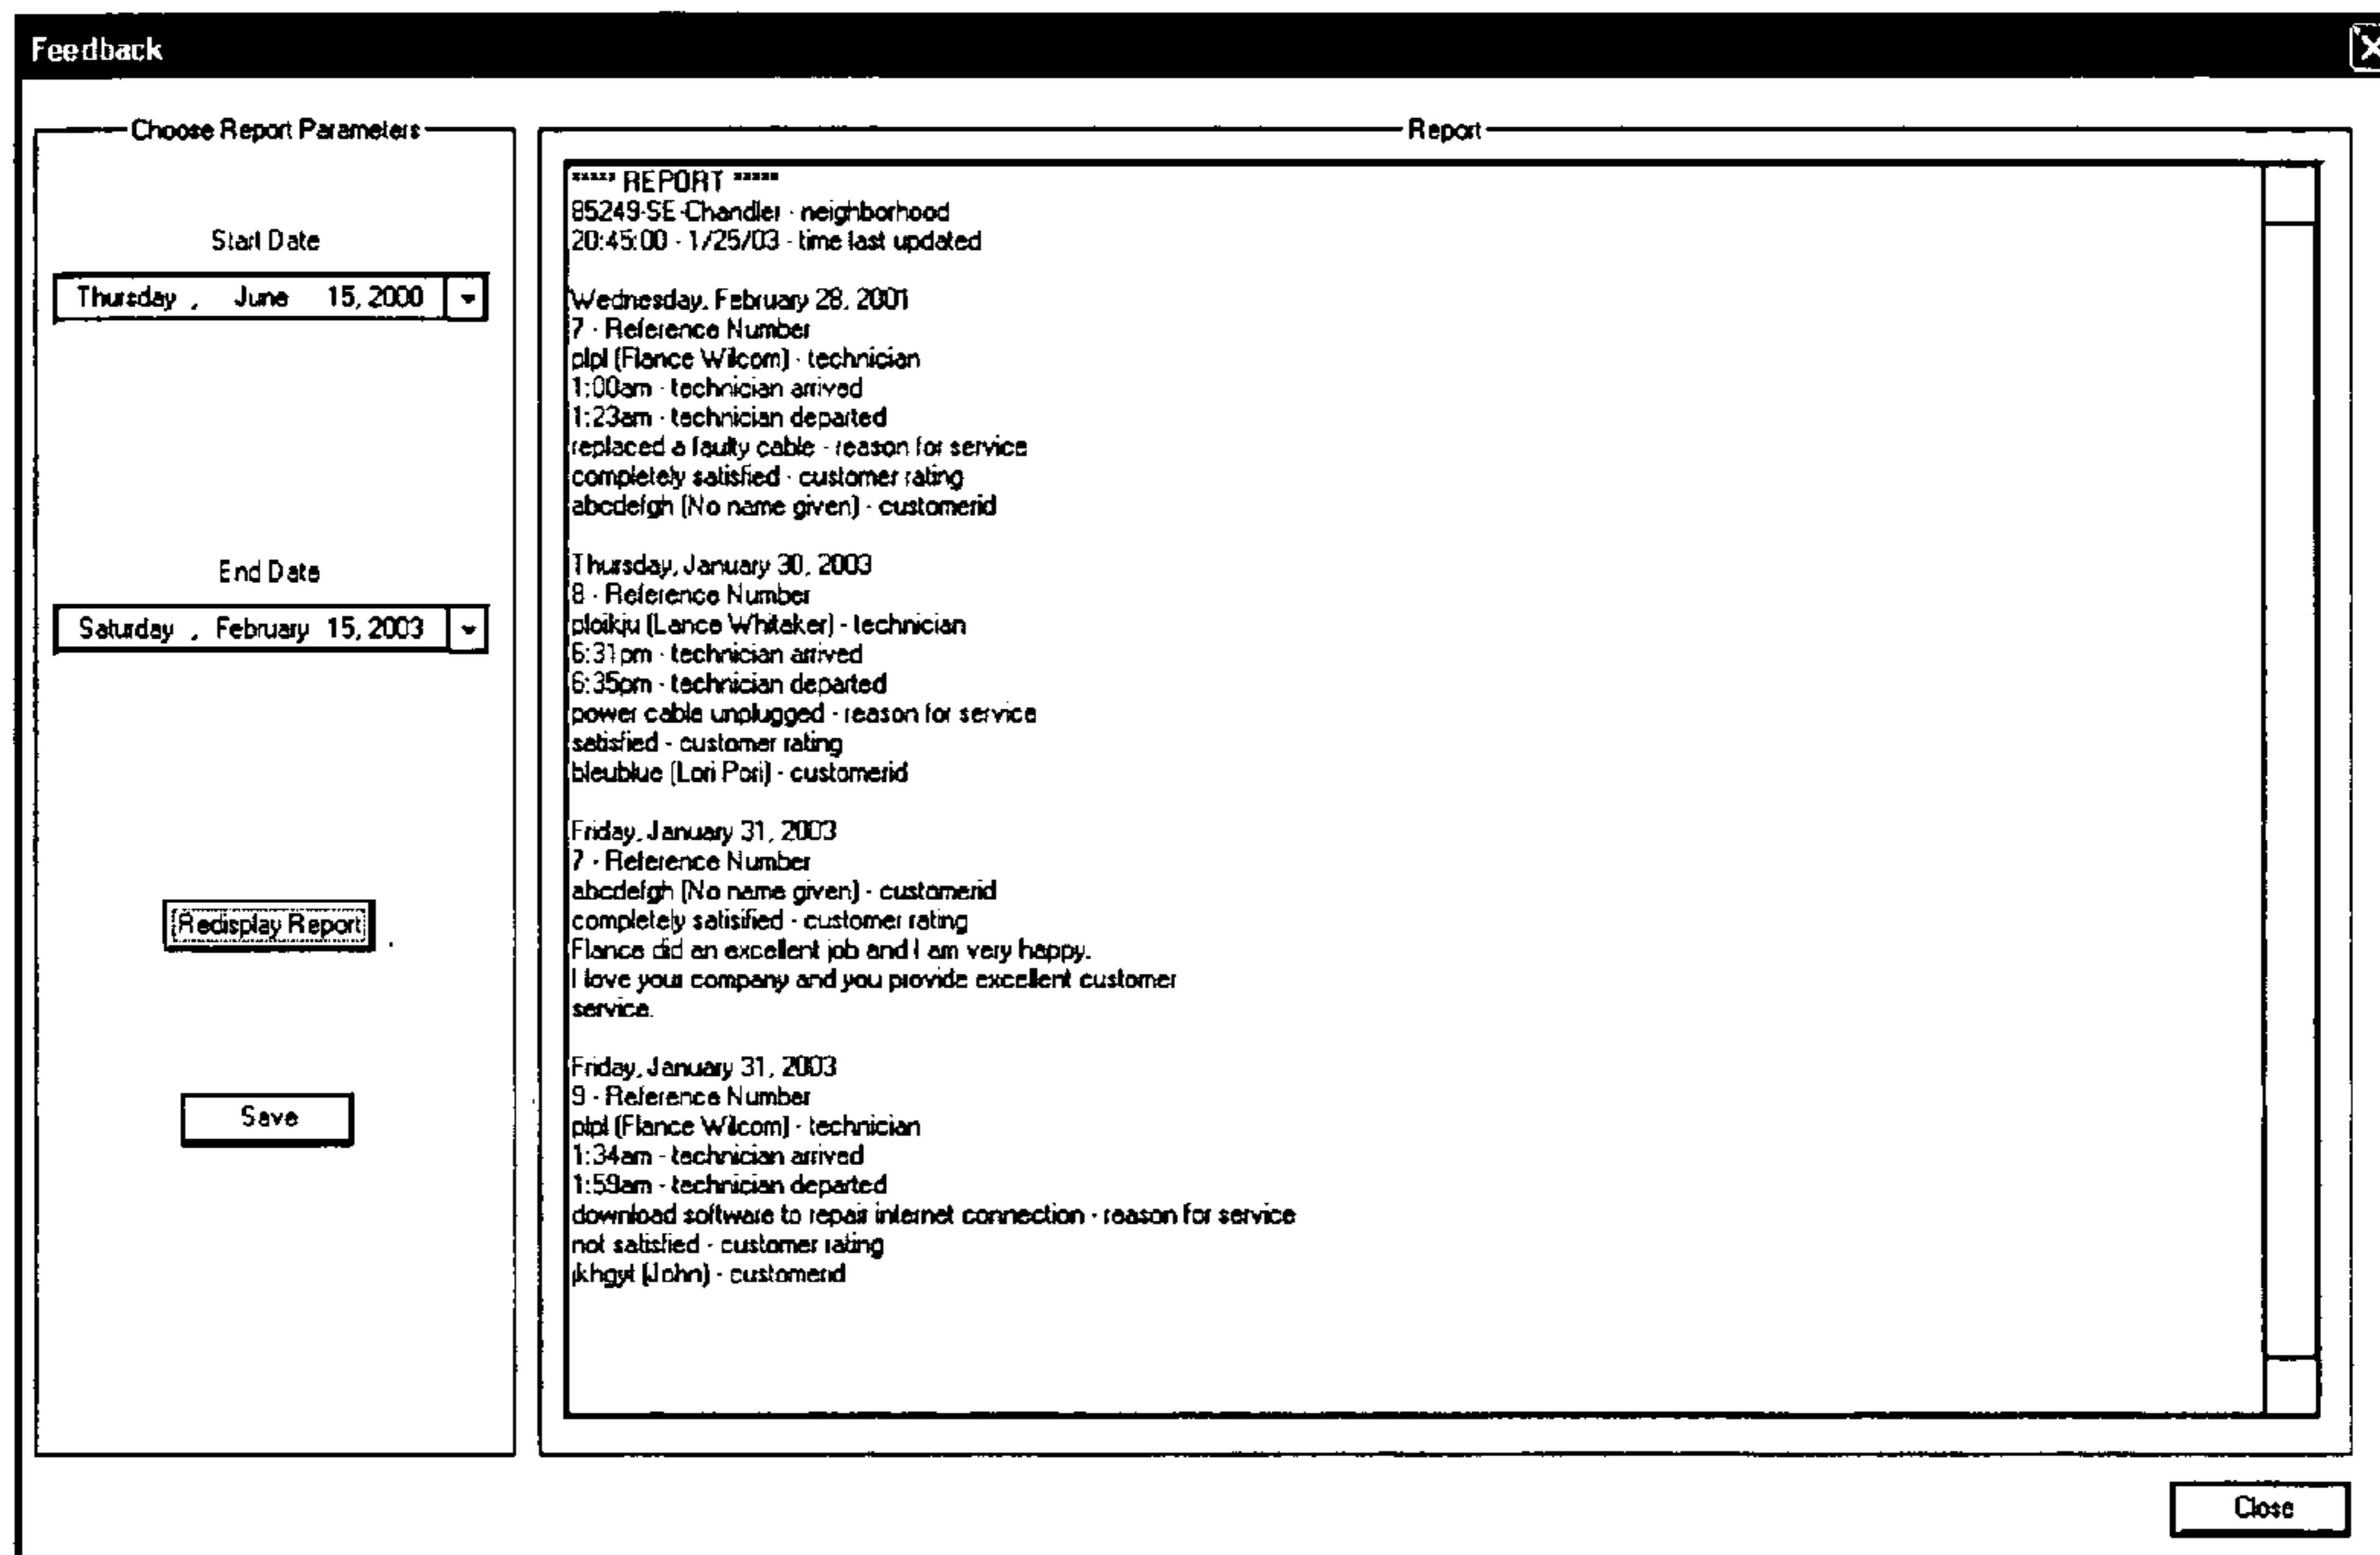 Feedback
Choose Report Parameters
Start Date
Thursday , June 15, 2000
End Date
Saturday , February 15, 2003
Redisplay Report
Save
Report
***** REPORT *****
85249-SE-Chandler - neighborhood
20:45:00 - 1/25/03 - time last updated
Wednesday, February 28, 2001
7 - Reference Number
plpl (Flance Wilcom) - technician
1:00am - technician arrived
1:23am - technician departed
replaced a faulty cable - reason for service
completely satisfied - customer rating
abcdefgh (No name given) - customerid
Thursday, January 30, 2003
8 - Reference Number
ploikju (Lance Whitaker) - technician
6:31pm - technician arrived
6:35pm - technician departed
power cable unplugged - reason for service
satisfied - customer rating
bleublue (Lori Pori) - customerid
Friday, January 31, 2003
7 - Reference Number
abcdefgh (No name given) - customerid
completely satisified - customer rating
Flance did an excellent job and I am very happy.
I love your company and you provide excellent customer
service.
Friday, January 31, 2003
9 - Reference Number
plpl (Flance Wilcom) - technician
1:34am - technician arrived
1:59am - technician departed
download software to repair internet connection - reason for service
not satisfied - customer rating
jkhgyt (John) - customerid
Close